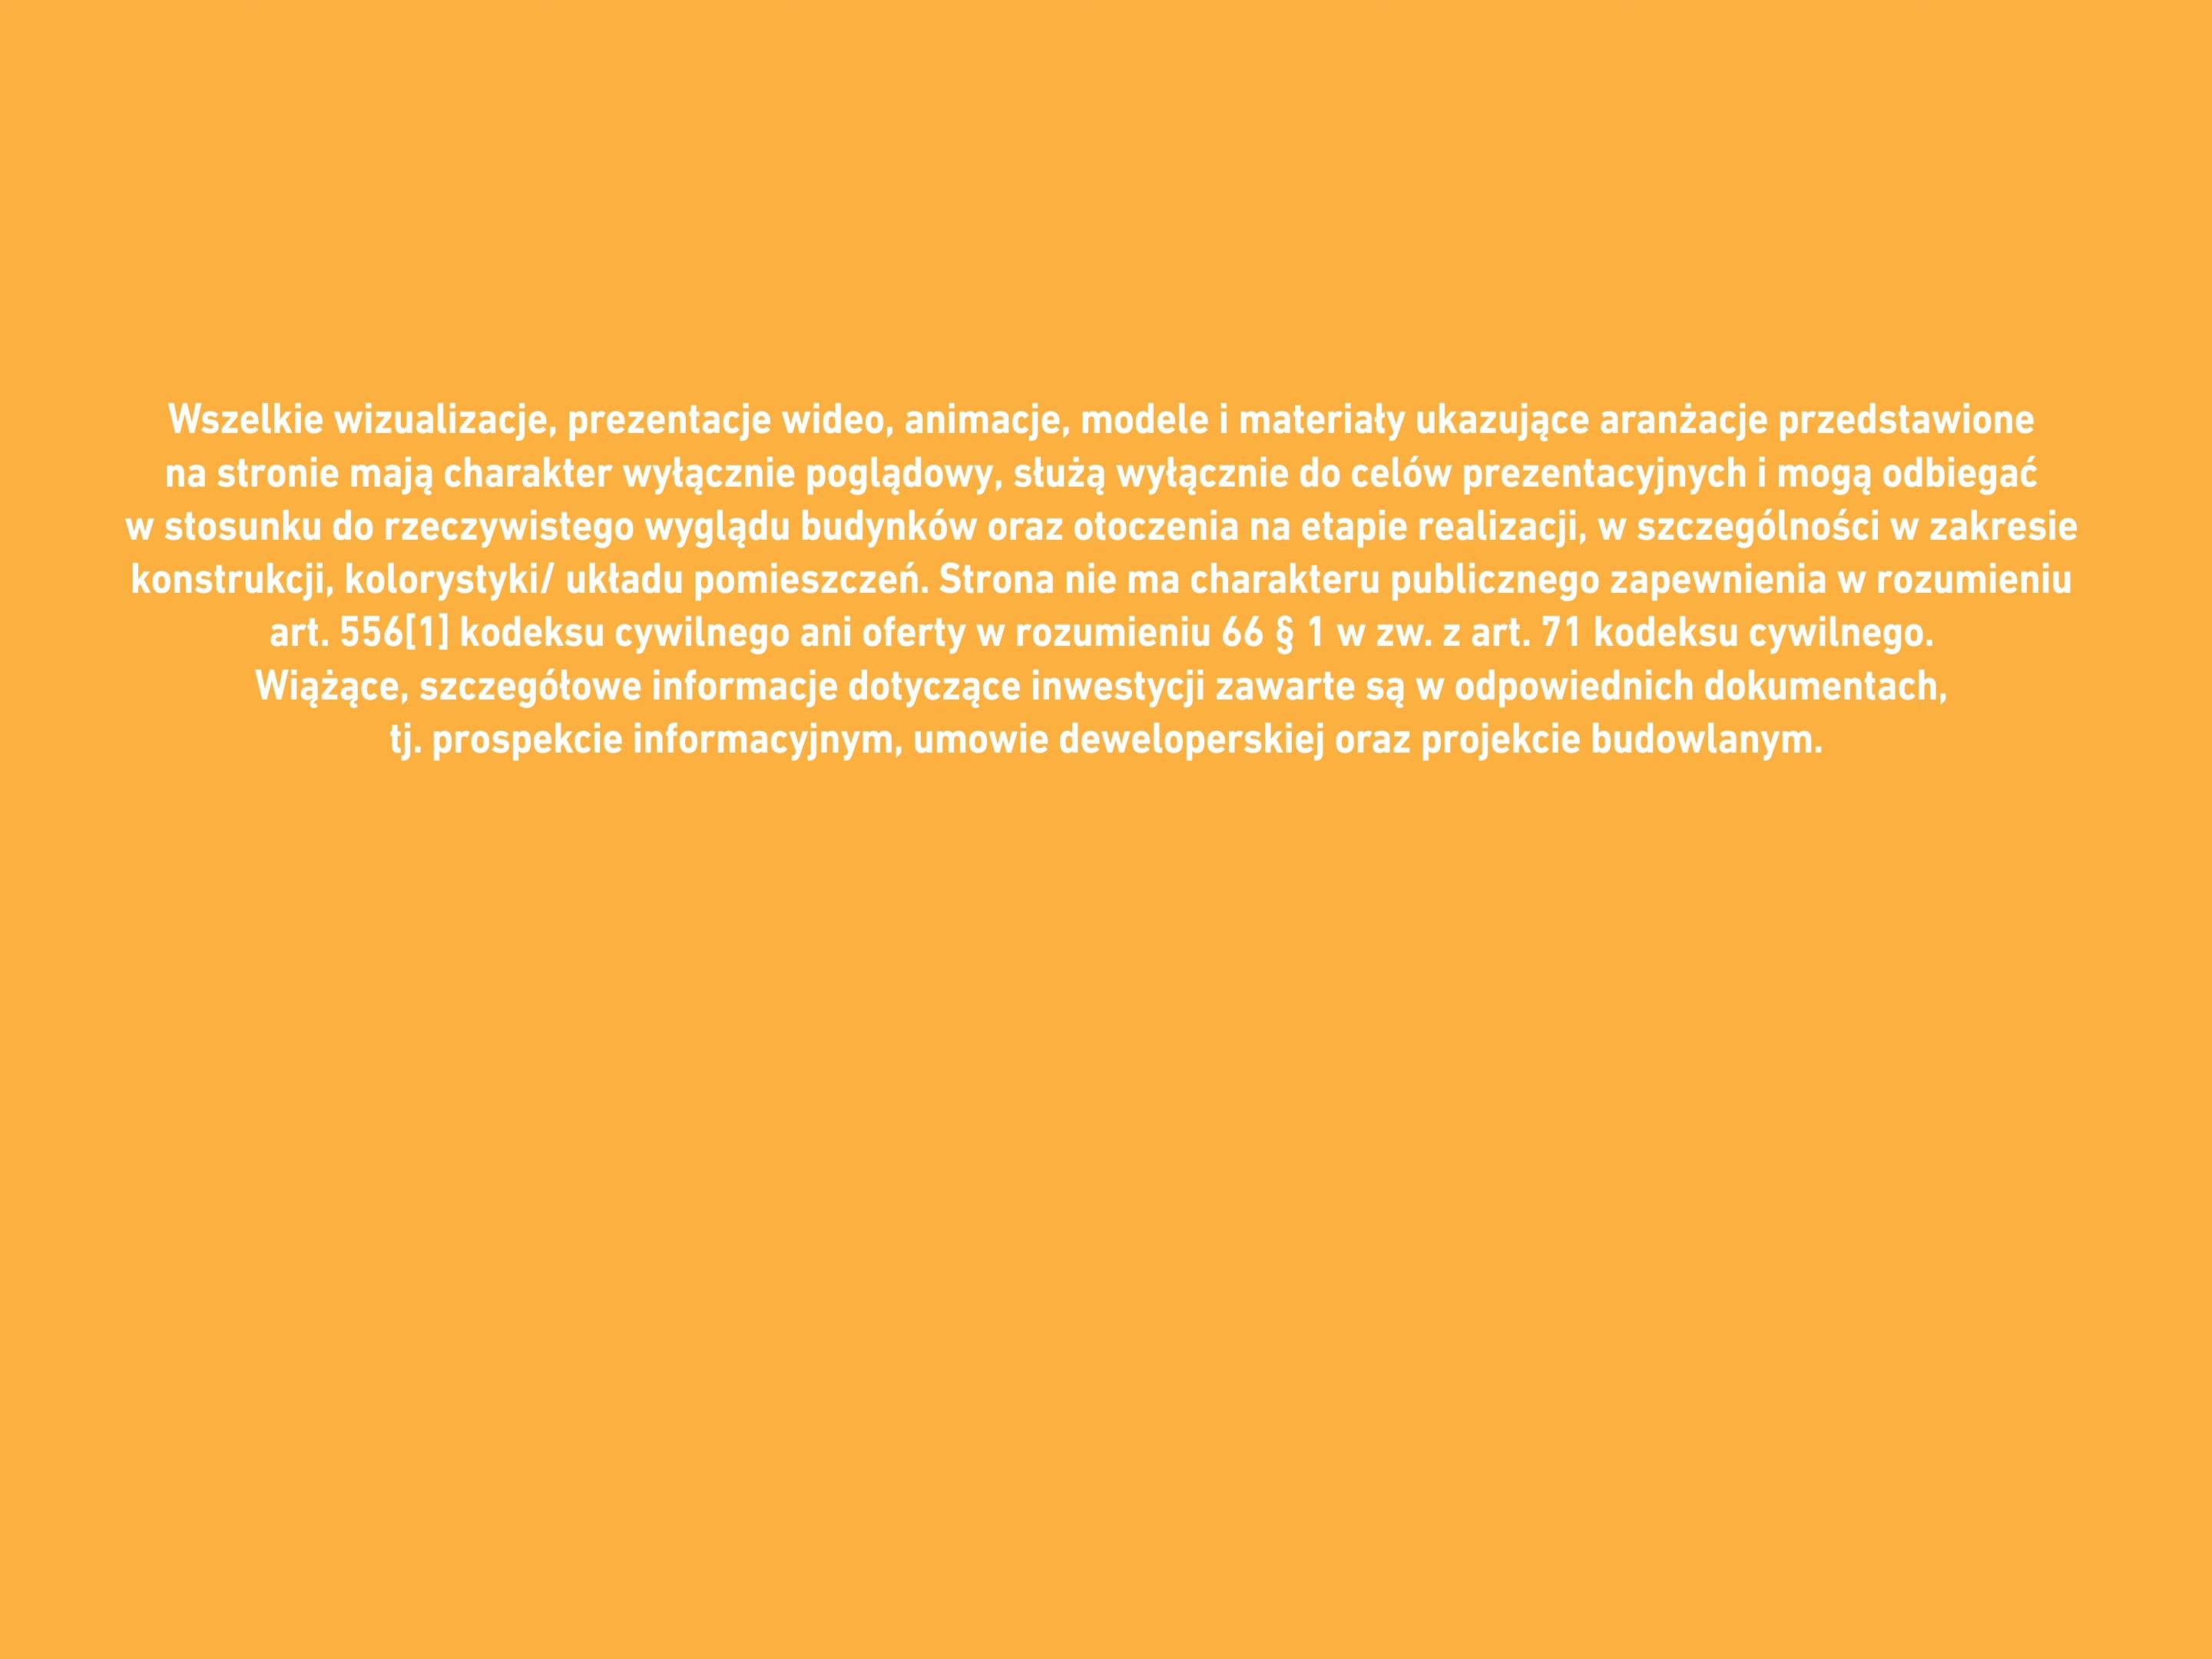 Wszelkie wizualizacje, prezentacje wideo, animacje, modele i materiały ukazujące aranżacje przedstawione
na stronie mają charakter wyłącznie poglądowy, służą wyłącznie do celów prezentacyjnych i mogą odbiegać
w stosunku do rzeczywistego wyglądu budynków oraz otoczenia na etapie realizacji, w szczególności w zakresie
konstrukcji, kolorystyki/ układu pomieszczeń. Strona nie ma charakteru publicznego zapewnienia w rozumieniu
art. 556[1] kodeksu cywilnego ani oferty w rozumieniu 66 § 1 w zw. z art. 71 kodeksu cywilnego.
Wiążące, szczegółowe informacje dotyczące inwestycji zawarte są w odpowiednich dokumentach,
tj. prospekcie informacyjnym, umowie deweloperskiej oraz projekcie budowlanym.